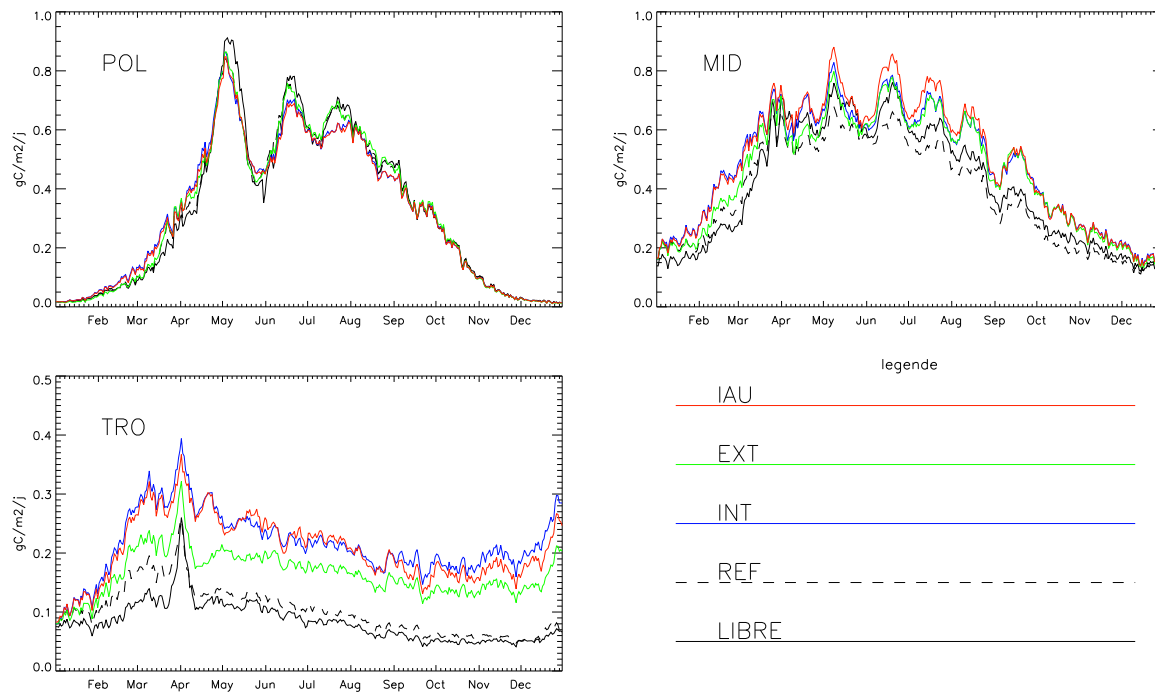 POL
gC/m2/j
1.0
0.8
0.6
0.4
0.2
0.0
Feb Mar Apr May Jun Jul Aug Sep Oct Nov Dec
MID
gC/m2/j
1.0
0.8
0.6
0.4
0.2
0.0
Feb Mar Apr May Jun Jul Aug Sep Oct Nov Dec
TRO
gC/m2/j
0.5
0.4
0.3
0.2
0.1
0.0
Feb Mar Apr May Jun Jul Aug Sep Oct Nov Dec
legende
IAU
EXT
INT
REF
LIBRE